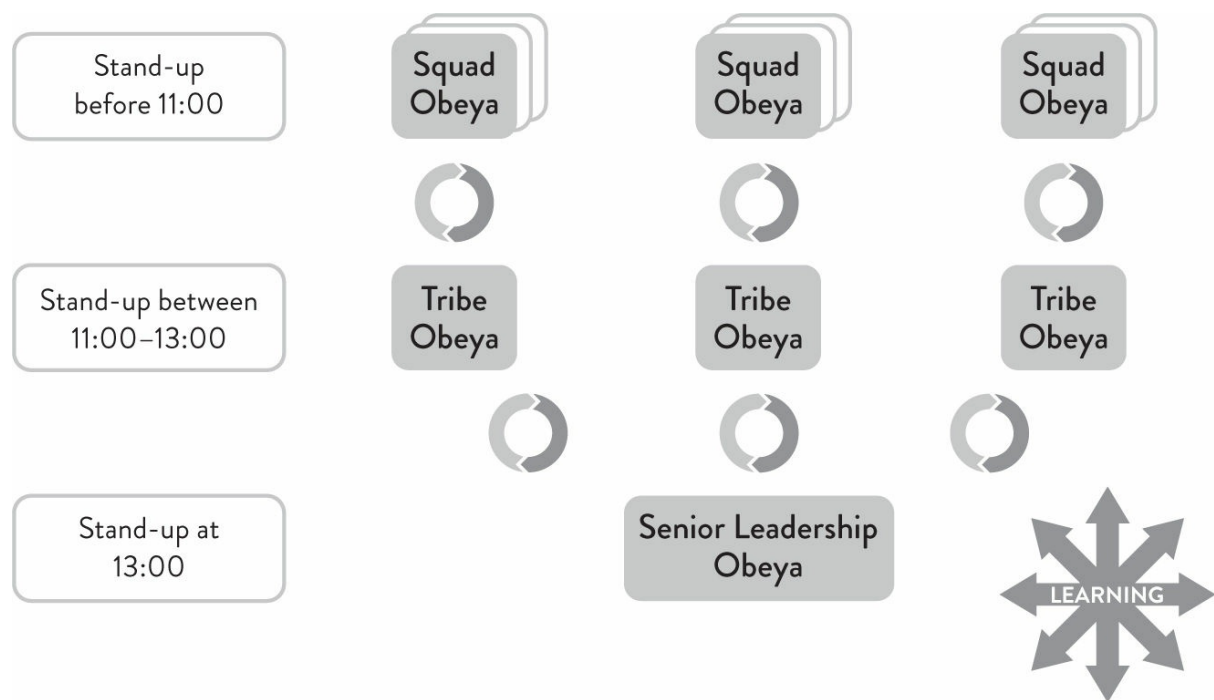 Stand-up
before 11:00
Squad
Obeya
Squad
Obeya
Squad
Obeya
Stand-up between
11:00–13:00
Tribe
Obeya
Tribe
Obeya
Tribe
Obeya
Stand-up at
13:00
Senior Leadership
Obeya
LEARNING